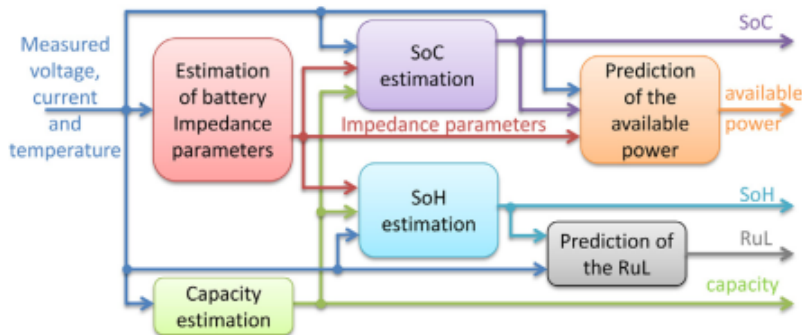 Measured
voltage,
current
and
temperature
Estimation
of battery
Impedance
parameters
SoC
estimation
Impedance parameters
Prediction
of the
available
power
SoC
available
power
SoH
estimation
SoH
Prediction of
the RuL
RuL
Capacity
estimation
capacity